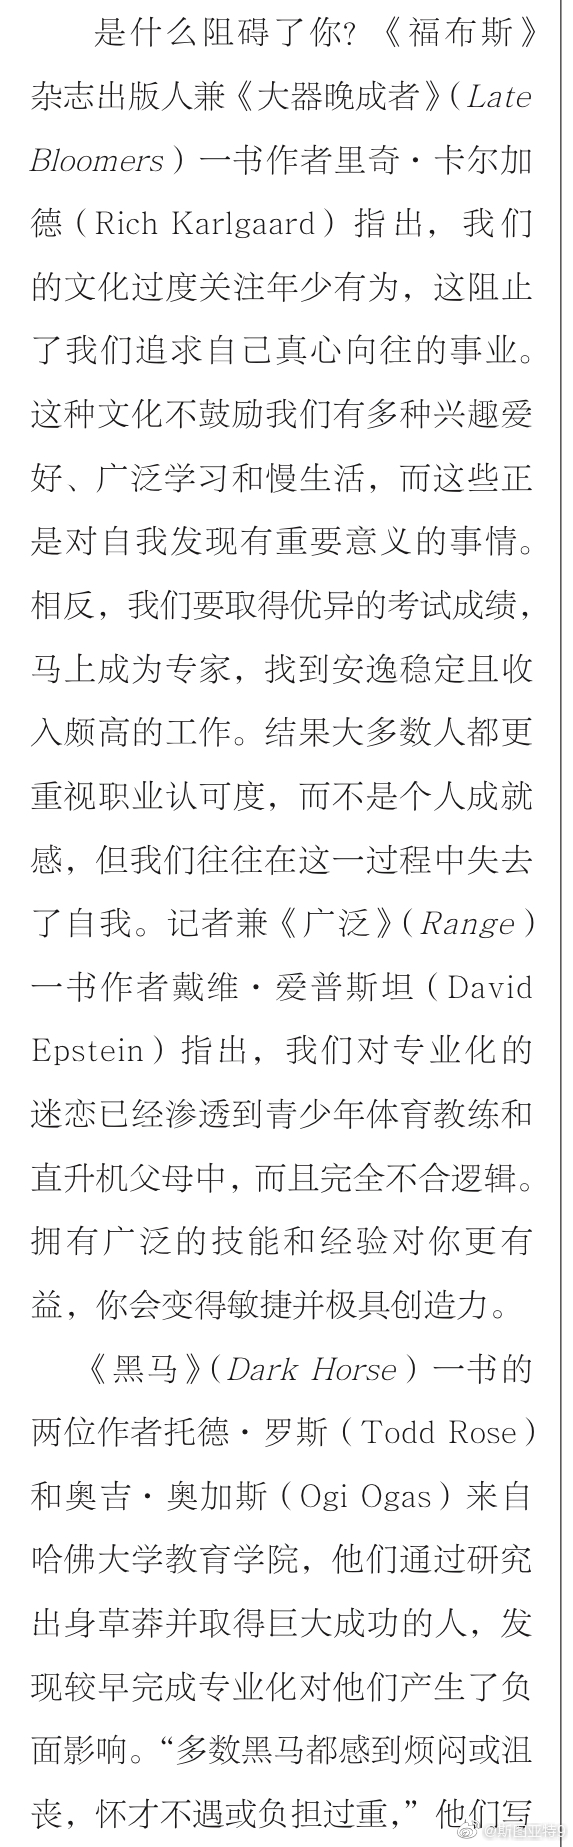 是什么阻碍了你?《福布斯》
杂志出版人兼《大器晚成者》(Late
Bloomers)一书作者里奇·卡尔加
德(Rich Karlgaard)指出,我们
的文化过度关注年少有为,这阻止
了我们追求自己真心向往的事业。
这种文化不鼓励我们有多种兴趣爱
好、广泛学习和慢生活,而这些正
是对自我发现有重要意义的事情。
相反,我们要取得优异的考试成绩,
马上成为专家,找到安逸稳定且收
入颇高的工作。结果大多数人都更
重视职业认可度,而不是个人成就
感,但我们往往在这一过程中失去
了自我。记者兼《广泛》(Range)
一书作者戴维·爱普斯坦(David
Epstein)指出,我们对专业化的
迷恋已经渗透到青少年体育教练和
直升机父母中,而且完全不合逻辑。
拥有广泛的技能和经验对你更有
益,你会变得敏捷并极具创造力。
《黑马》(Dark Horse)一书的
两位作者托德·罗斯(Todd Rose)
和奥吉·奥加斯(Ogi Ogas)来自
哈佛大学教育学院,他们通过研究
出身草莽并取得巨大成功的人,发
现较早完成专业化对他们产生了负
面影响。“多数黑马都感到烦闷或沮
丧,怀才不遇或负担过重,”他们写